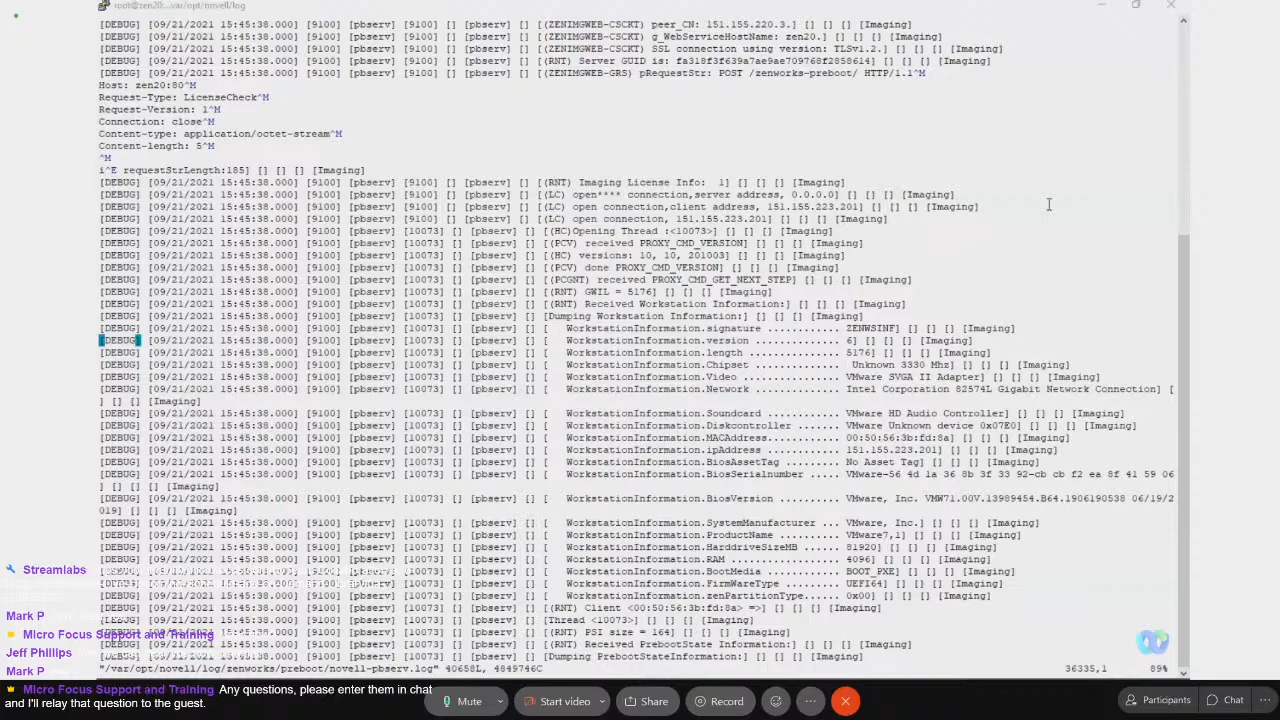 root@zen20:...var/opt/novell/log
[DEBUG] [09/21/2021 15:45:38.000] [9100] [pbserv] [9100] [] [pbserv] [] [(ZENIMGWEB-CSCKT) peer_CN: 151.155.220.3.] [] [] [Imaging]
[DEBUG] [09/21/2021 15:45:38.000] [9100] [pbserv] [9100] [] [pbserv] [] [(ZENIMGWEB-CSCKT) g_WebServiceHostName: zen20.] [] [] [Imaging]
[DEBUG] [09/21/2021 15:45:38.000] [9100] [pbserv] [9100] [] [pbserv] [] [(ZENIMGWEB-CSCKT) SSL connection using version: TLSv1.2.] [] [] [Imaging]
[DEBUG] [09/21/2021 15:45:38.000] [9100] [pbserv] [9100] [] [pbserv] [] [(RNT) Server GUID is: fa318f3f639a7ae9ae709768f2858614] [] [] [Imaging]
[DEBUG] [09/21/2021 15:45:38.000] [9100] [pbserv] [9100] [] [pbserv] [] [(ZENIMGWEB-GRS) pRequestStr: POST /zenworks-preboot/ HTTP/1.1^M
Host: zen20:80^M
Request-Type: LicenseCheck^M
Request-Version: 1^M
Connection: close^M
Content-type: application/octet-stream^M
Content-length: 5^M
^M
i^E requestStrLength:185] [] [] [] [Imaging]
[DEBUG] [09/21/2021 15:45:38.000] [9100] [pbserv] [9100] [] [pbserv] [] [(RNT) Imaging License Info:  1] [] [] [Imaging]
[DEBUG] [09/21/2021 15:45:38.000] [9100] [pbserv] [9100] [] [pbserv] [] [(LC) open**** connection,server address, 0.0.0.0] [] [] [Imaging]
[DEBUG] [09/21/2021 15:45:38.000] [9100] [pbserv] [9100] [] [pbserv] [] [(LC) open connection,client address, 151.155.223.201] [] [] [Imaging]
[DEBUG] [09/21/2021 15:45:38.000] [9100] [pbserv] [9100] [] [pbserv] [] [(LC) open connection, 151.155.223.201] [] [] [Imaging]
[DEBUG] [09/21/2021 15:45:38.000] [9100] [pbserv] [10073] [] [pbserv] [] [(HC)Opening Thread :<10073>] [] [] [Imaging]
[DEBUG] [09/21/2021 15:45:38.000] [9100] [pbserv] [10073] [] [pbserv] [] [(PCV) received PROXY_CMD_VERSION] [] [] [Imaging]
[DEBUG] [09/21/2021 15:45:38.000] [9100] [pbserv] [10073] [] [pbserv] [] [(HC) versions: 10, 10, 201003] [] [] [Imaging]
[DEBUG] [09/21/2021 15:45:38.000] [9100] [pbserv] [10073] [] [pbserv] [] [(PCV) done PROXY_CMD_VERSION] [] [] [Imaging]
[DEBUG] [09/21/2021 15:45:38.000] [9100] [pbserv] [10073] [] [pbserv] [] [(PCGNT) received PROXY_CMD_GET_NEXT_STEP] [] [] [Imaging]
[DEBUG] [09/21/2021 15:45:38.000] [9100] [pbserv] [10073] [] [pbserv] [] [(RNT) GWIL = 5176] [] [] [Imaging]
[DEBUG] [09/21/2021 15:45:38.000] [9100] [pbserv] [10073] [] [pbserv] [] [(RNT) Received Workstation Information:] [] [] [Imaging]
[DEBUG] [09/21/2021 15:45:38.000] [9100] [pbserv] [10073] [] [pbserv] [] [Dumping Workstation Information:] [] [] [Imaging]
[DEBUG] [09/21/2021 15:45:38.000] [9100] [pbserv] [10073] [] [pbserv] [] [   WorkstationInformation.signature ............ ZENWSINF] [] [] [Imaging]
[DEBUG] [09/21/2021 15:45:38.000] [9100] [pbserv] [10073] [] [pbserv] [] [   WorkstationInformation.version .............. 6] [] [] [Imaging]
[DEBUG] [09/21/2021 15:45:38.000] [9100] [pbserv] [10073] [] [pbserv] [] [   WorkstationInformation.length ............... 5176] [] [] [Imaging]
[DEBUG] [09/21/2021 15:45:38.000] [9100] [pbserv] [10073] [] [pbserv] [] [   WorkstationInformation.Chipset ..............  Unknown 3330 Mhz] [] [] [Imaging]
[DEBUG] [09/21/2021 15:45:38.000] [9100] [pbserv] [10073] [] [pbserv] [] [   WorkstationInformation.Video ................ VMware SVGA II Adapter] [] [] [Imaging]
[DEBUG] [09/21/2021 15:45:38.000] [9100] [pbserv] [10073] [] [pbserv] [] [   WorkstationInformation.Network .............. Intel Corporation 82574L Gigabit Network Connection] [
] [] [] [Imaging]
[DEBUG] [09/21/2021 15:45:38.000] [9100] [pbserv] [10073] [] [pbserv] [] [   WorkstationInformation.Soundcard ............ VMware HD Audio Controller] [] [] [Imaging]
[DEBUG] [09/21/2021 15:45:38.000] [9100] [pbserv] [10073] [] [pbserv] [] [   WorkstationInformation.Diskcontroller ....... VMware Unknown device 0x07E0] [] [] [Imaging]
[DEBUG] [09/21/2021 15:45:38.000] [9100] [pbserv] [10073] [] [pbserv] [] [   WorkstationInformation.MACAddress............ 00:50:56:3b:fd:8a] [] [] [Imaging]
[DEBUG] [09/21/2021 15:45:38.000] [9100] [pbserv] [10073] [] [pbserv] [] [   WorkstationInformation.ipAddress ............ 151.155.223.201] [] [] [Imaging]
[DEBUG] [09/21/2021 15:45:38.000] [9100] [pbserv] [10073] [] [pbserv] [] [   WorkstationInformation.BiosAssetTag ......... No Asset Tag] [] [] [Imaging]
[DEBUG] [09/21/2021 15:45:38.000] [9100] [pbserv] [10073] [] [pbserv] [] [   WorkstationInformation.BiosSerialnumber ..... VMware-56 4d 1a 36 8b 3f 33 92-cb cb f2 ea 8f 41 59 06
] [] [] [Imaging]
[DEBUG] [09/21/2021 15:45:38.000] [9100] [pbserv] [10073] [] [pbserv] [] [   WorkstationInformation.BiosVersion .......... VMware, Inc. VMW71.00V.13989454.B64.1906190538 06/19/2
019] [] [] [Imaging]
[DEBUG] [09/21/2021 15:45:38.000] [9100] [pbserv] [10073] [] [pbserv] [] [   WorkstationInformation.SystemManufacturer ... VMware, Inc.] [] [] [Imaging]
[DEBUG] [09/21/2021 15:45:38.000] [9100] [pbserv] [10073] [] [pbserv] [] [   WorkstationInformation.ProductName .......... VMware7,1] [] [] [Imaging]
[DEBUG] [09/21/2021 15:45:38.000] [9100] [pbserv] [10073] [] [pbserv] [] [   WorkstationInformation.HarddriveSizeMB ...... 81920] [] [] [Imaging]
[DEBUG] [09/21/2021 15:45:38.000] [9100] [pbserv] [10073] [] [pbserv] [] [   WorkstationInformation.RAM .................. 4096] [] [] [Imaging]
[DEBUG] [09/21/2021 15:45:38.000] [9100] [pbserv] [10073] [] [pbserv] [] [   WorkstationInformation.BootMedia ............ BOOT_PXE] [] [] [Imaging]
[DEBUG] [09/21/2021 15:45:38.000] [9100] [pbserv] [10073] [] [pbserv] [] [   WorkstationInformation.FirmWareType ......... UEFI64] [] [] [Imaging]
[DEBUG] [09/21/2021 15:45:38.000] [9100] [pbserv] [10073] [] [pbserv] [] [   WorkstationInformation.zenPartitionType...... 0x00] [] [] [Imaging]
[DEBUG] [09/21/2021 15:45:38.000] [9100] [pbserv] [10073] [] [pbserv] [] [(RNT) Client <00:50:56:3b:fd:8a> =>] [] [] [Imaging]
[DEBUG] [09/21/2021 15:45:38.000] [9100] [pbserv] [10073] [] [pbserv] [] [Thread <10073>] [] [] [Imaging]
[DEBUG] [09/21/2021 15:45:38.000] [9100] [pbserv] [10073] [] [pbserv] [] [(RNT) PSI size = 164] [] [] [Imaging]
[DEBUG] [09/21/2021 15:45:38.000] [9100] [pbserv] [10073] [] [pbserv] [] [(RNT) Received PrebootState Information:] [] [] [Imaging]
[DEBUG] [09/21/2021 15:45:38.000] [9100] [pbserv] [10073] [] [pbserv] [] [Dumping PrebootStateInformation:] [] [] [Imaging]
"/var/opt/novell/log/zenworks/preboot/novell-pbserv.log" 40658L, 4849746C 36335,1 89%
Streamlabs
Mark P
Micro Focus Support and Training
Jeff Phillips
Mark P
Micro Focus Support and Training Any questions, please enter them in chat
and I'll relay that question to the guest.
Mute Start video Share Record Participants Chat